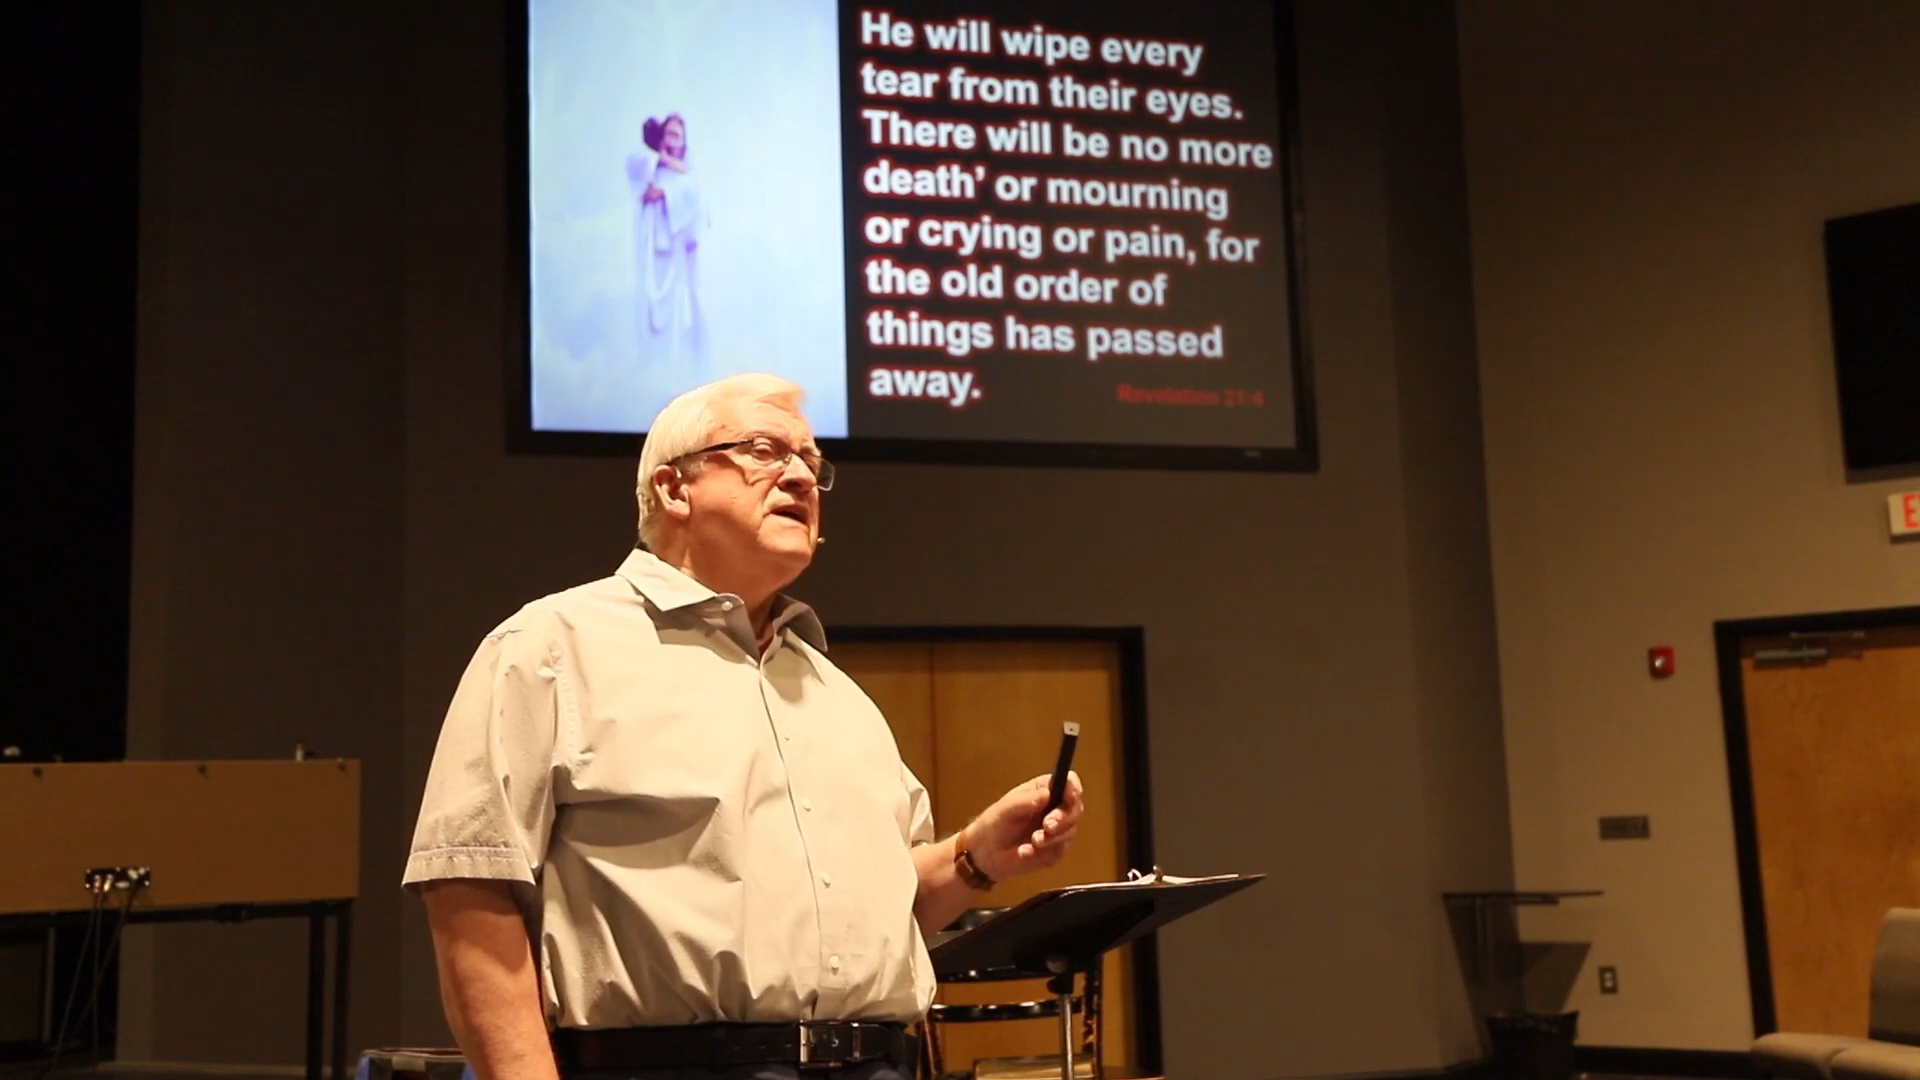 He will wipe every
tear from their eyes.
There will be no more
death’ or mourning
or crying or pain, for
the old order of
things has passed
away.
Revelation 21:4